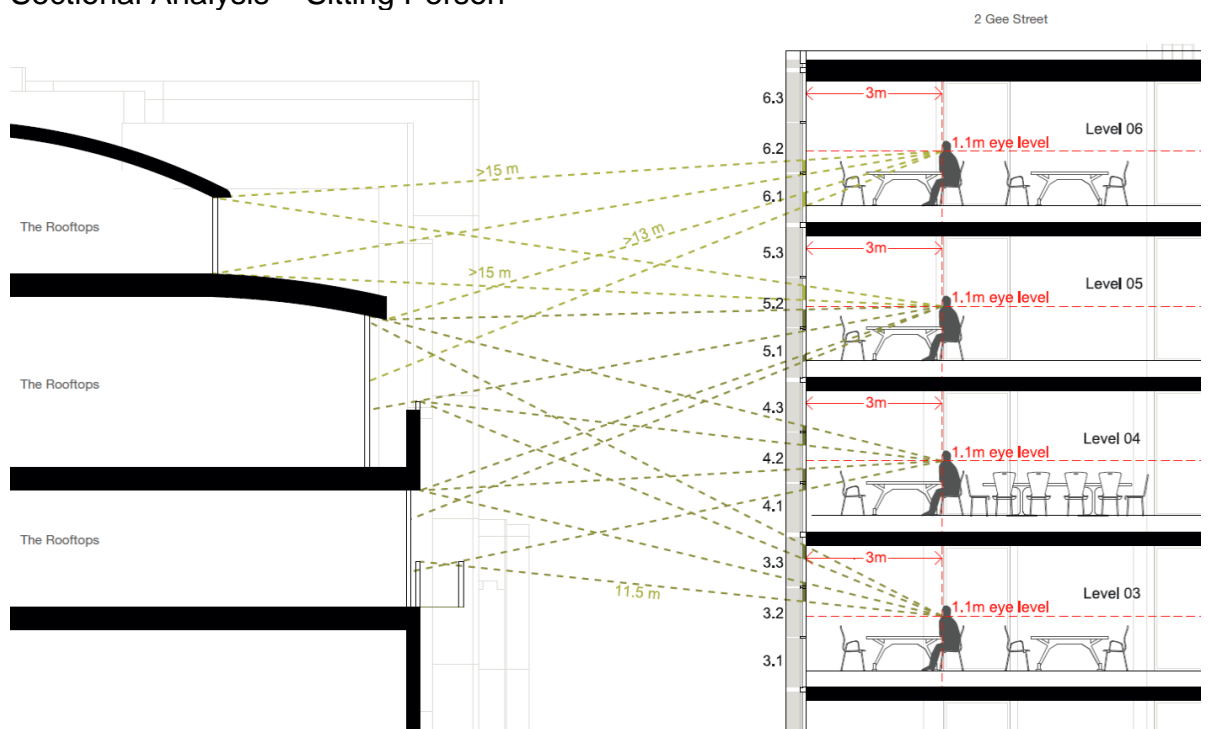 Sectional Analysis – Sitting Person
2 Gee Street
6.3
3m
Level 06
6.2
1.1m eye level
>15 m
6.1
The Rooftops
>13 m
5.3
3m
>15 m
Level 05
5.2
1.1m eye level
5.1
The Rooftops
4.3
3m
Level 04
4.2
1.1m eye level
4.1
The Rooftops
3.3
3m
11.5 m
Level 03
3.2
1.1m eye level
3.1